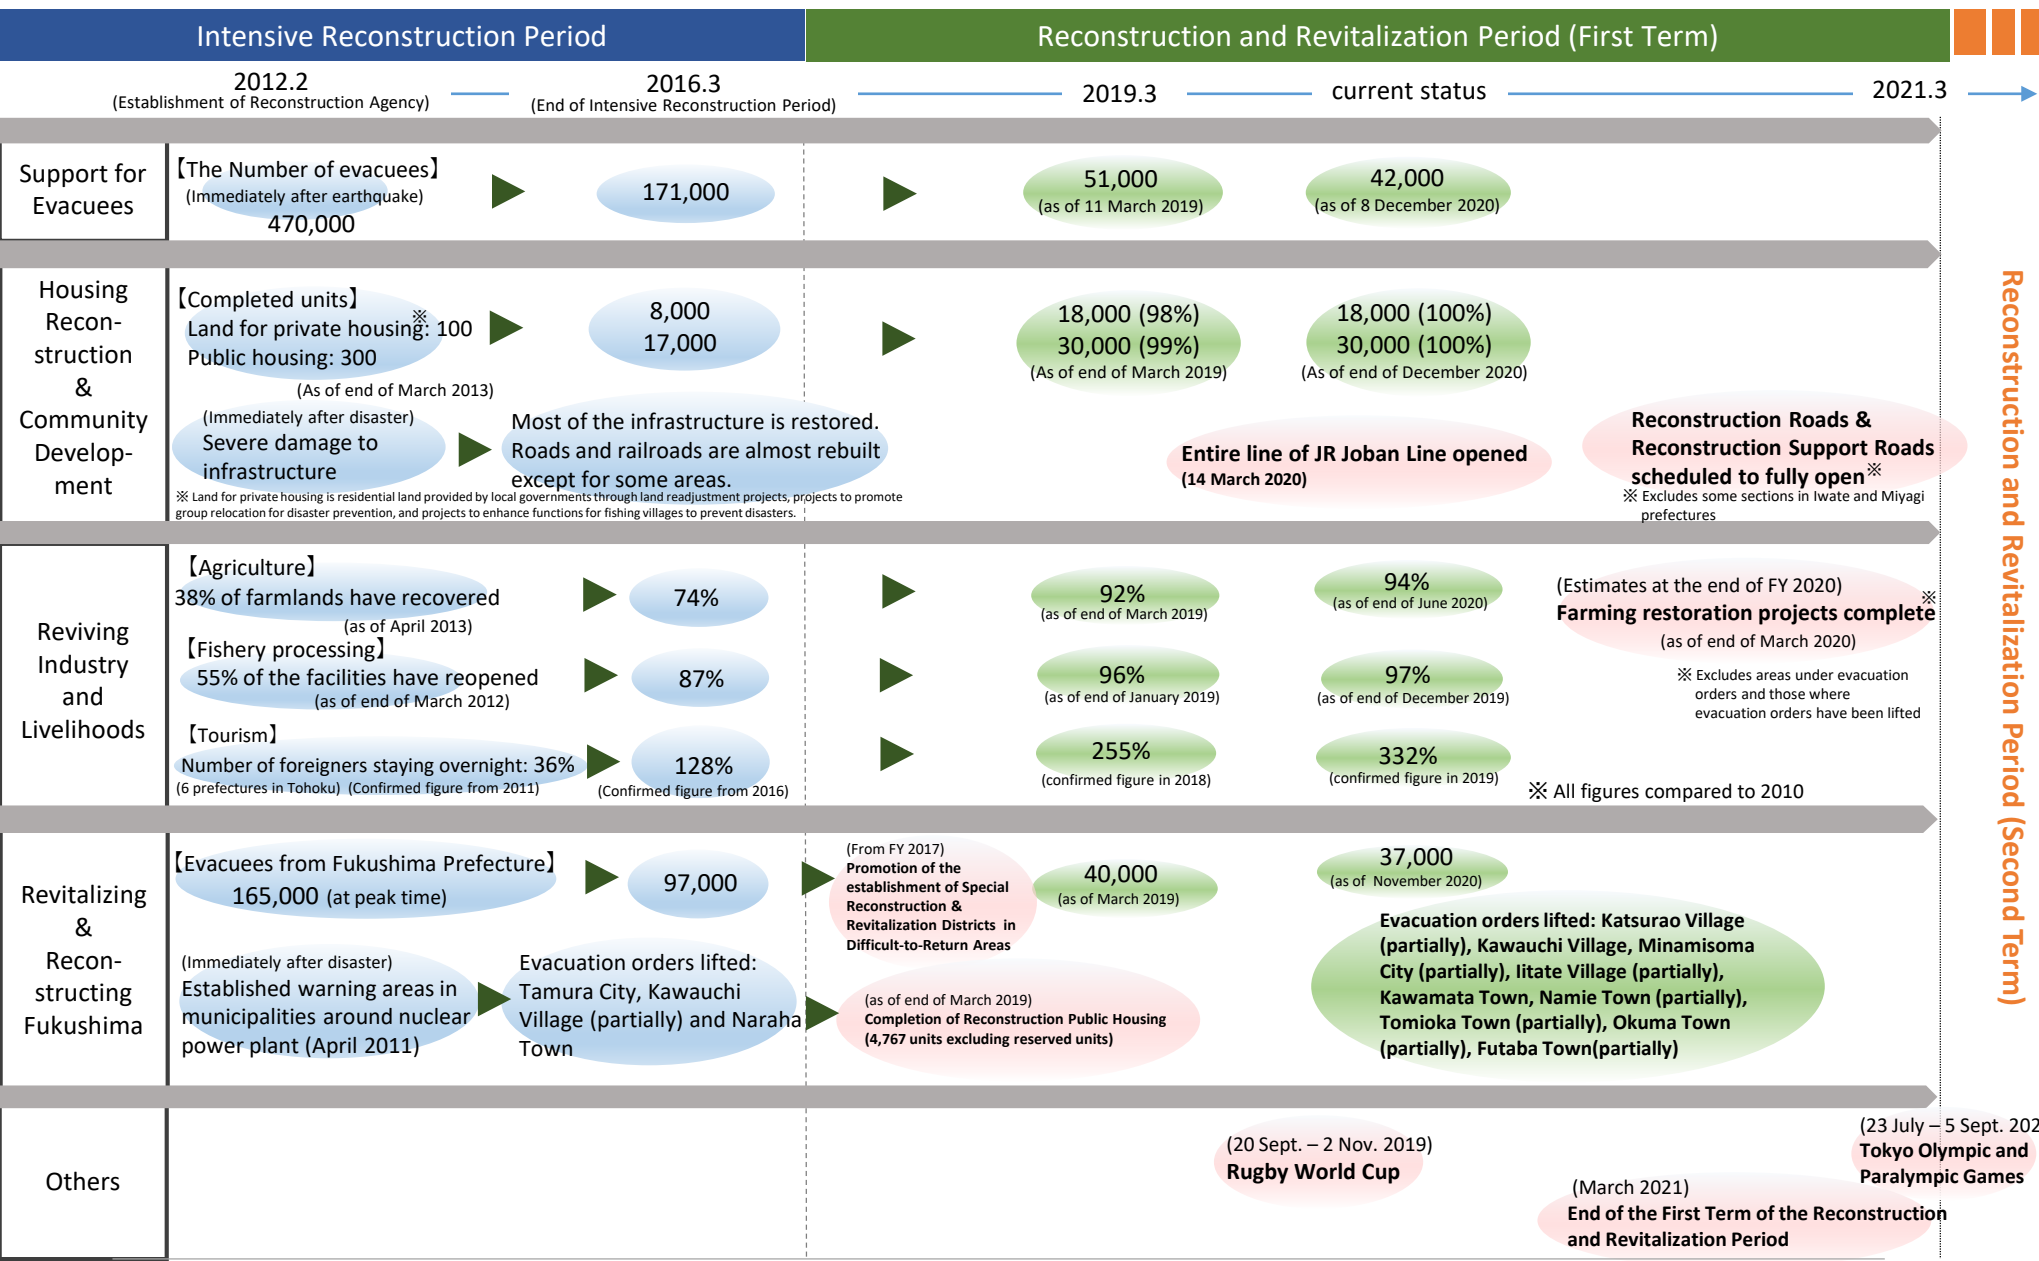 Intensive Reconstruction Period
Reconstruction and Revitalization Period (First Term)
2012.2
(Establishment of Reconstruction Agency)
2016.3
(End of Intensive Reconstruction Period)
2019.3
current status
2021.3
Support for
Evacuees
【The Number of evacuees】
(Immediately after earthquake)
470,000
171,000
51,000
(as of 11 March 2019)
42,000
(as of 8 December 2020)
Housing
Recon-
struction
&
Community
Develop-
ment
【Completed units】
Land for private housing※: 100
Public housing: 300
(As of end of March 2013)
8,000
17,000
18,000 (98%)
30,000 (99%)
(As of end of March 2019)
18,000 (100%)
30,000 (100%)
(As of end of December 2020)
(Immediately after disaster)
Severe damage to
infrastructure
Most of the infrastructure is restored.
Roads and railroads are almost rebuilt
except for some areas.
Entire line of JR Joban Line opened
(14 March 2020)
Reconstruction Roads &
Reconstruction Support Roads
scheduled to fully open※
※ Excludes some sections in Iwate and Miyagi
prefectures
※ Land for private housing is residential land provided by local governments through land readjustment projects, projects to promote
group relocation for disaster prevention, and projects to enhance functions for fishing villages to prevent disasters.
Reviving
Industry
and
Livelihoods
【Agriculture】
38% of farmlands have recovered
(as of April 2013)
74%
92%
(as of end of March 2019)
94%
(as of end of June 2020)
(Estimates at the end of FY 2020)
Farming restoration projects complete※
(as of end of March 2020)
※ Excludes areas under evacuation
orders and those where
evacuation orders have been lifted
【Fishery processing】
55% of the facilities have reopened
(as of end of March 2012)
87%
96%
(as of end of January 2019)
97%
(as of end of December 2019)
【Tourism】
Number of foreigners staying overnight: 36%
(6 prefectures in Tohoku) (Confirmed figure from 2011)
128%
(Confirmed figure from 2016)
255%
(confirmed figure in 2018)
332%
(confirmed figure in 2019)
※ All figures compared to 2010
Revitalizing
&
Recon-
structing
Fukushima
【Evacuees from Fukushima Prefecture】
165,000 (at peak time)
97,000
(From FY 2017)
Promotion of the
establishment of Special
Reconstruction &
Revitalization Districts in
Difficult-to-Return Areas
40,000
(as of March 2019)
37,000
(as of November 2020)
(Immediately after disaster)
Established warning areas in
municipalities around nuclear
power plant (April 2011)
Evacuation orders lifted:
Tamura City, Kawauchi
Village (partially) and Naraha
Town
(as of end of March 2019)
Completion of Reconstruction Public Housing
(4,767 units excluding reserved units)
Evacuation orders lifted: Katsurao Village
(partially), Kawauchi Village, Minamisoma
City (partially), Iitate Village (partially),
Kawamata Town, Namie Town (partially),
Tomioka Town (partially), Okuma Town
(partially), Futaba Town(partially)
Others
(20 Sept. – 2 Nov. 2019)
Rugby World Cup
(23 July – 5 Sept. 202
Tokyo Olympic and
Paralympic Games
(March 2021)
End of the First Term of the Reconstruction
and Revitalization Period
Reconstruction and Revitalization Period (Second Term)